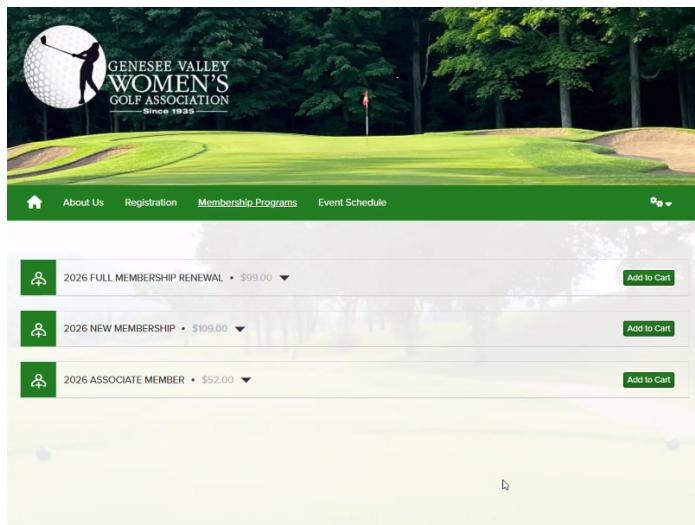 GENESEE VALLEY
WOMEN'S
GOLF ASSOCIATION
Since 1935
About Us Registration Membership Programs Event Schedule
2026 FULL MEMBERSHIP RENEWAL • $99.00 Add to Cart
2026 NEW MEMBERSHIP • $109.00 Add to Cart
2026 ASSOCIATE MEMBER • $52.00 Add to Cart